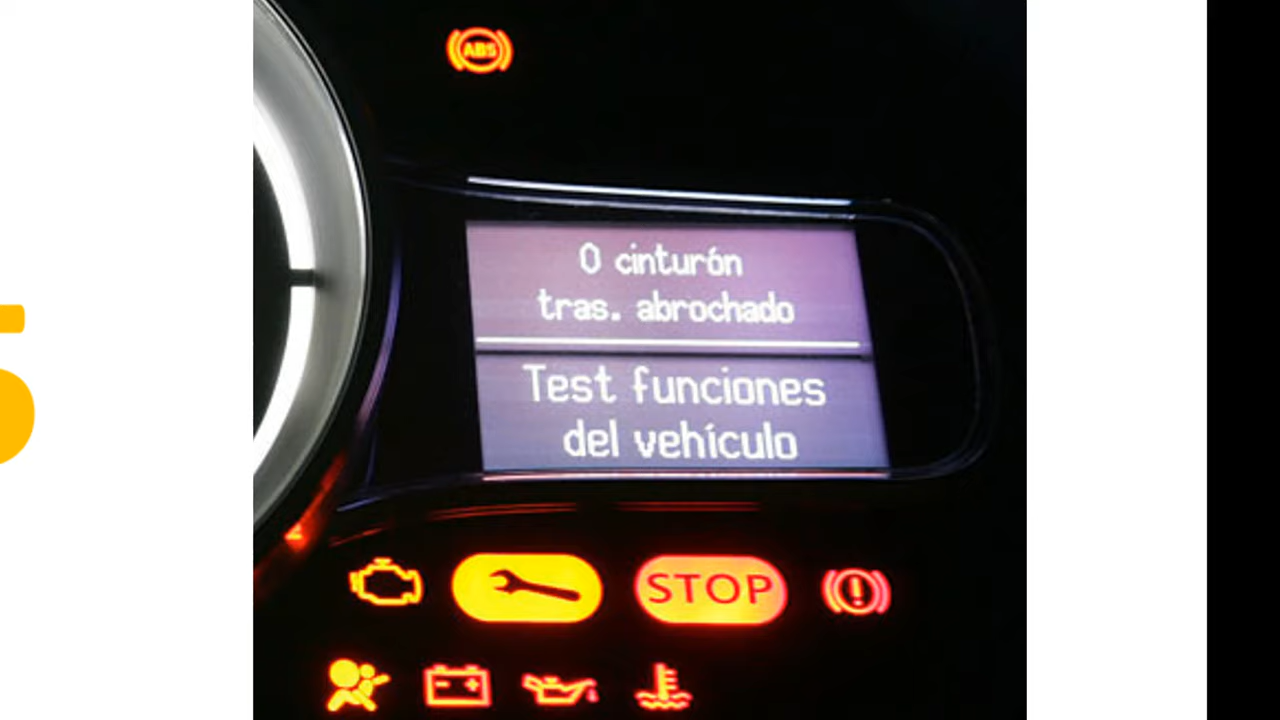 ABS
0 cinturón
tras. abrochado
Test funciones
del vehículo
STOP